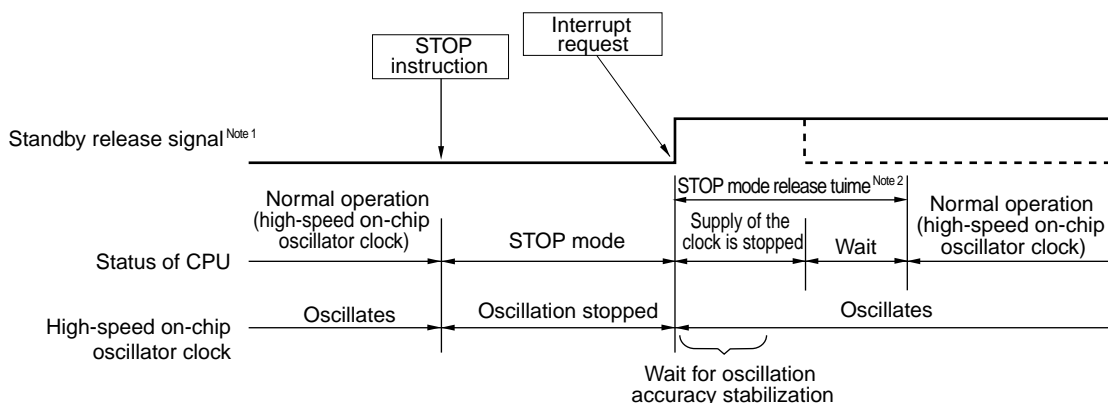 Interrupt
request
STOP
instruction
Standby release signal Note 1
STOP mode release tuime Note 2
Normal operation
(high-speed on-chip
oscillator clock)
STOP mode
Supply of the
clock is stopped
Wait
Normal operation
(high-speed on-chip
oscillator clock)
Status of CPU
High-speed on-chip
oscillator clock
Oscillates
Oscillation stopped
Oscillates
Wait for oscillation
accuracy stabilization